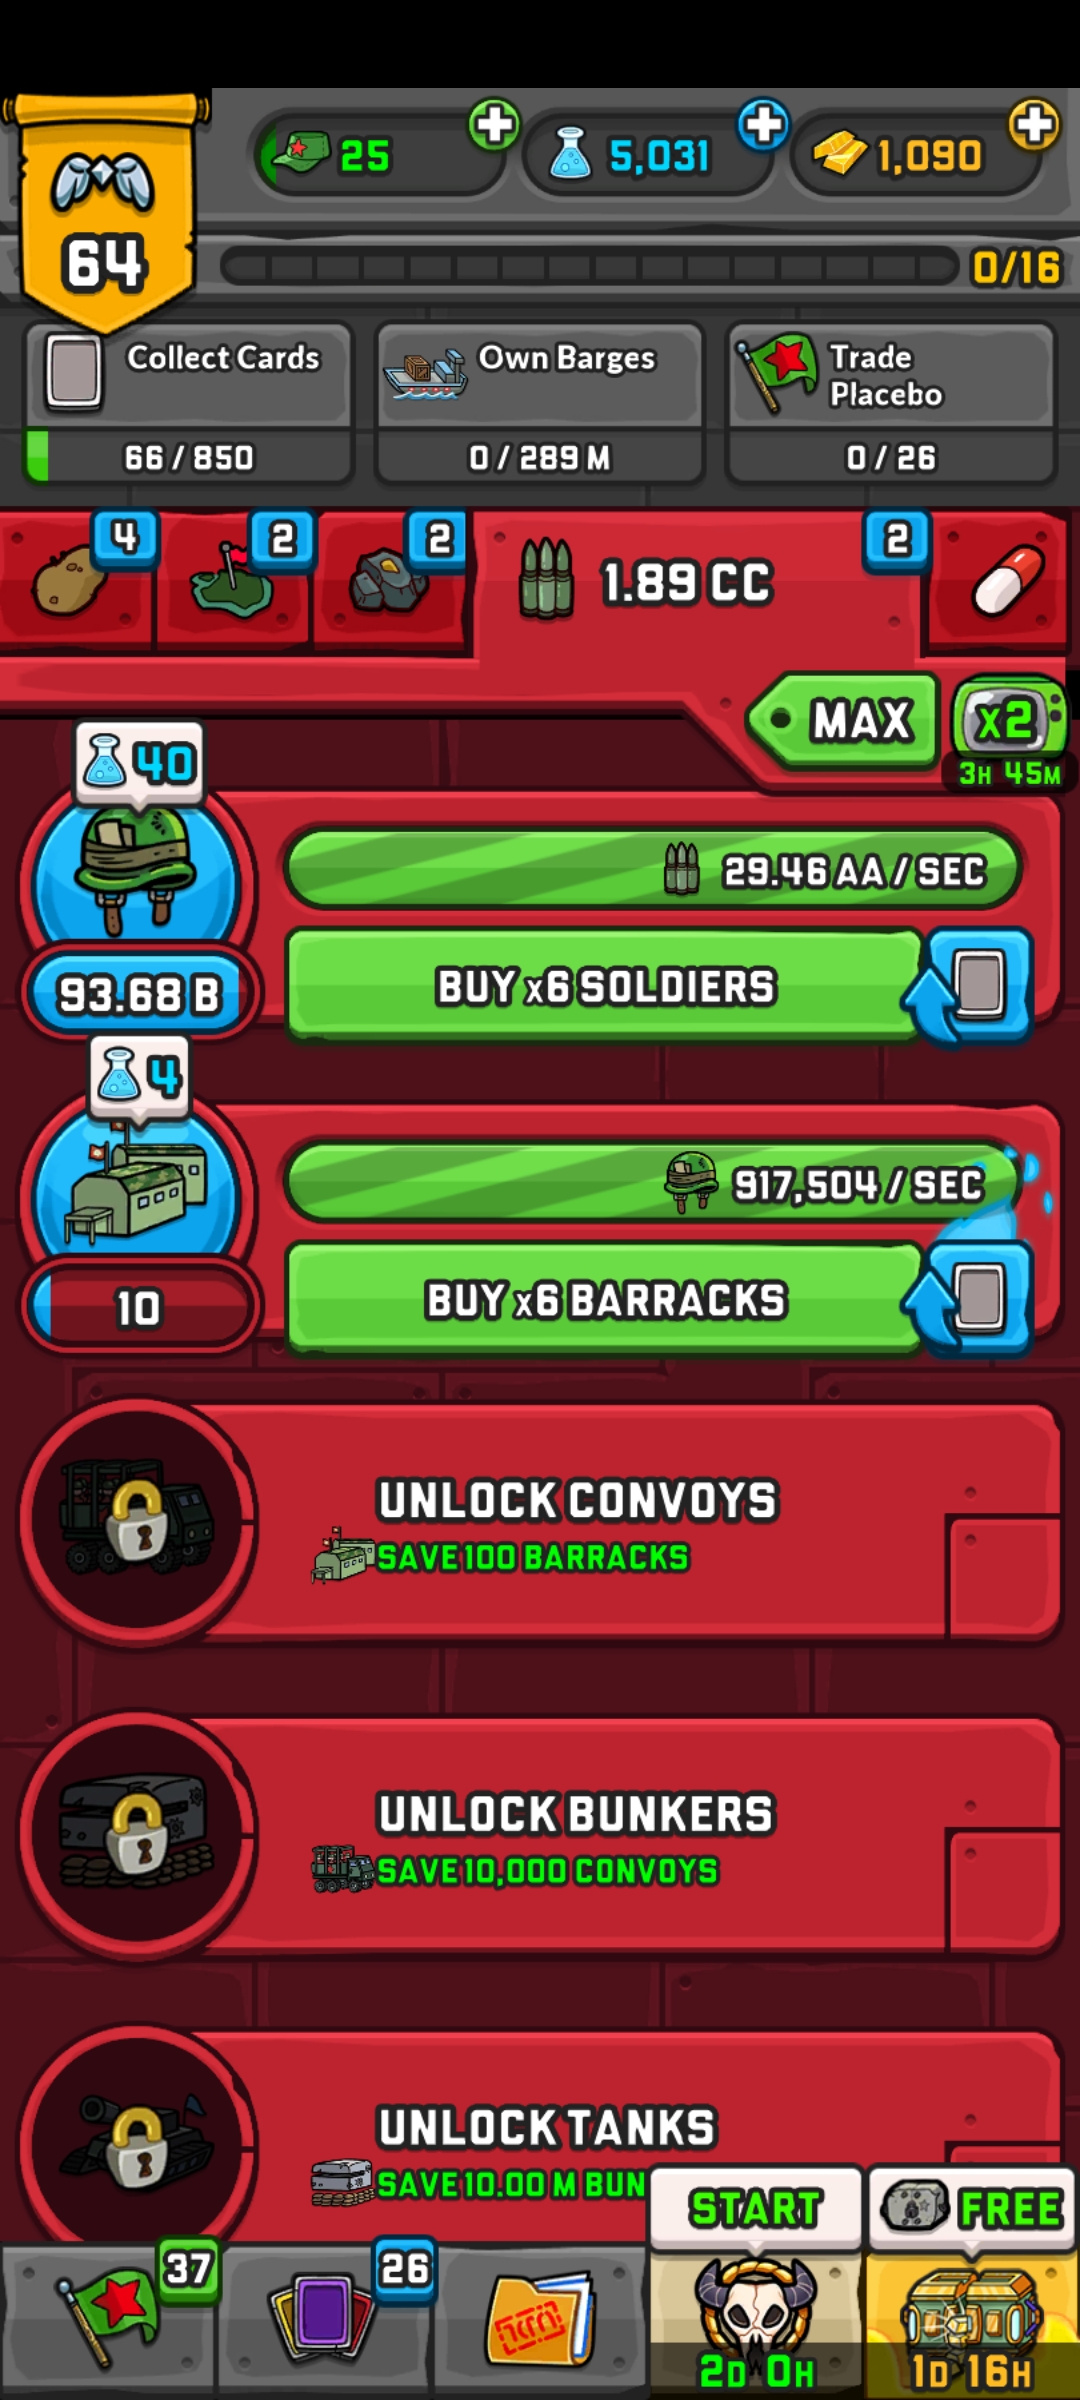 25
5,031
1,090
64
0/16
Collect Cards
66 / 850
Own Barges
0 / 289 M
Trade
Placebo
0 / 26
4
2
2
1.89 CC
2
MAX
x2
3H 45M
40
29.46 AA / SEC
93.68 B
BUY x6 SOLDIERS
4
917,504 / SEC
10
BUY x6 BARRACKS
UNLOCK CONVOYS
SAVE 100 BARRACKS
UNLOCK BUNKERS
SAVE 10,000 CONVOYS
UNLOCK TANKS
SAVE 10.00 M BUN
START
FREE
37
26
2D 0H
1D 16H